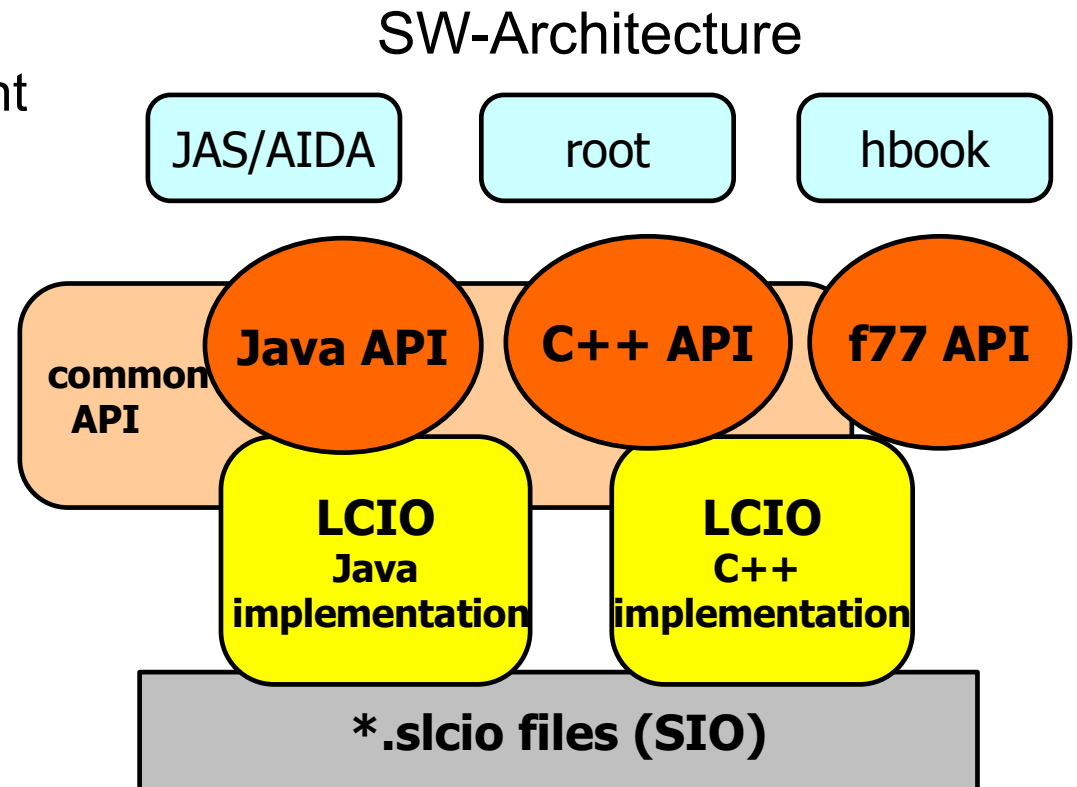 SW-Architecture
nt
JAS/AIDA
root
hbook
Java API
C++ API
f77 API
common
API
LCIO
Java
implementation
LCIO
C++
implementation
*.slcio files (SIO)